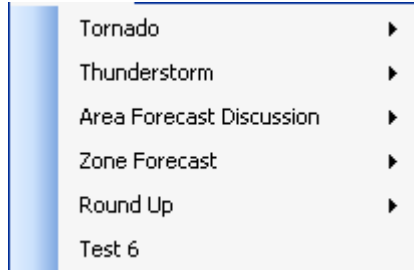 Tornado
Thunderstorm
Area Forecast Discussion
Zone Forecast
Round Up
Test 6